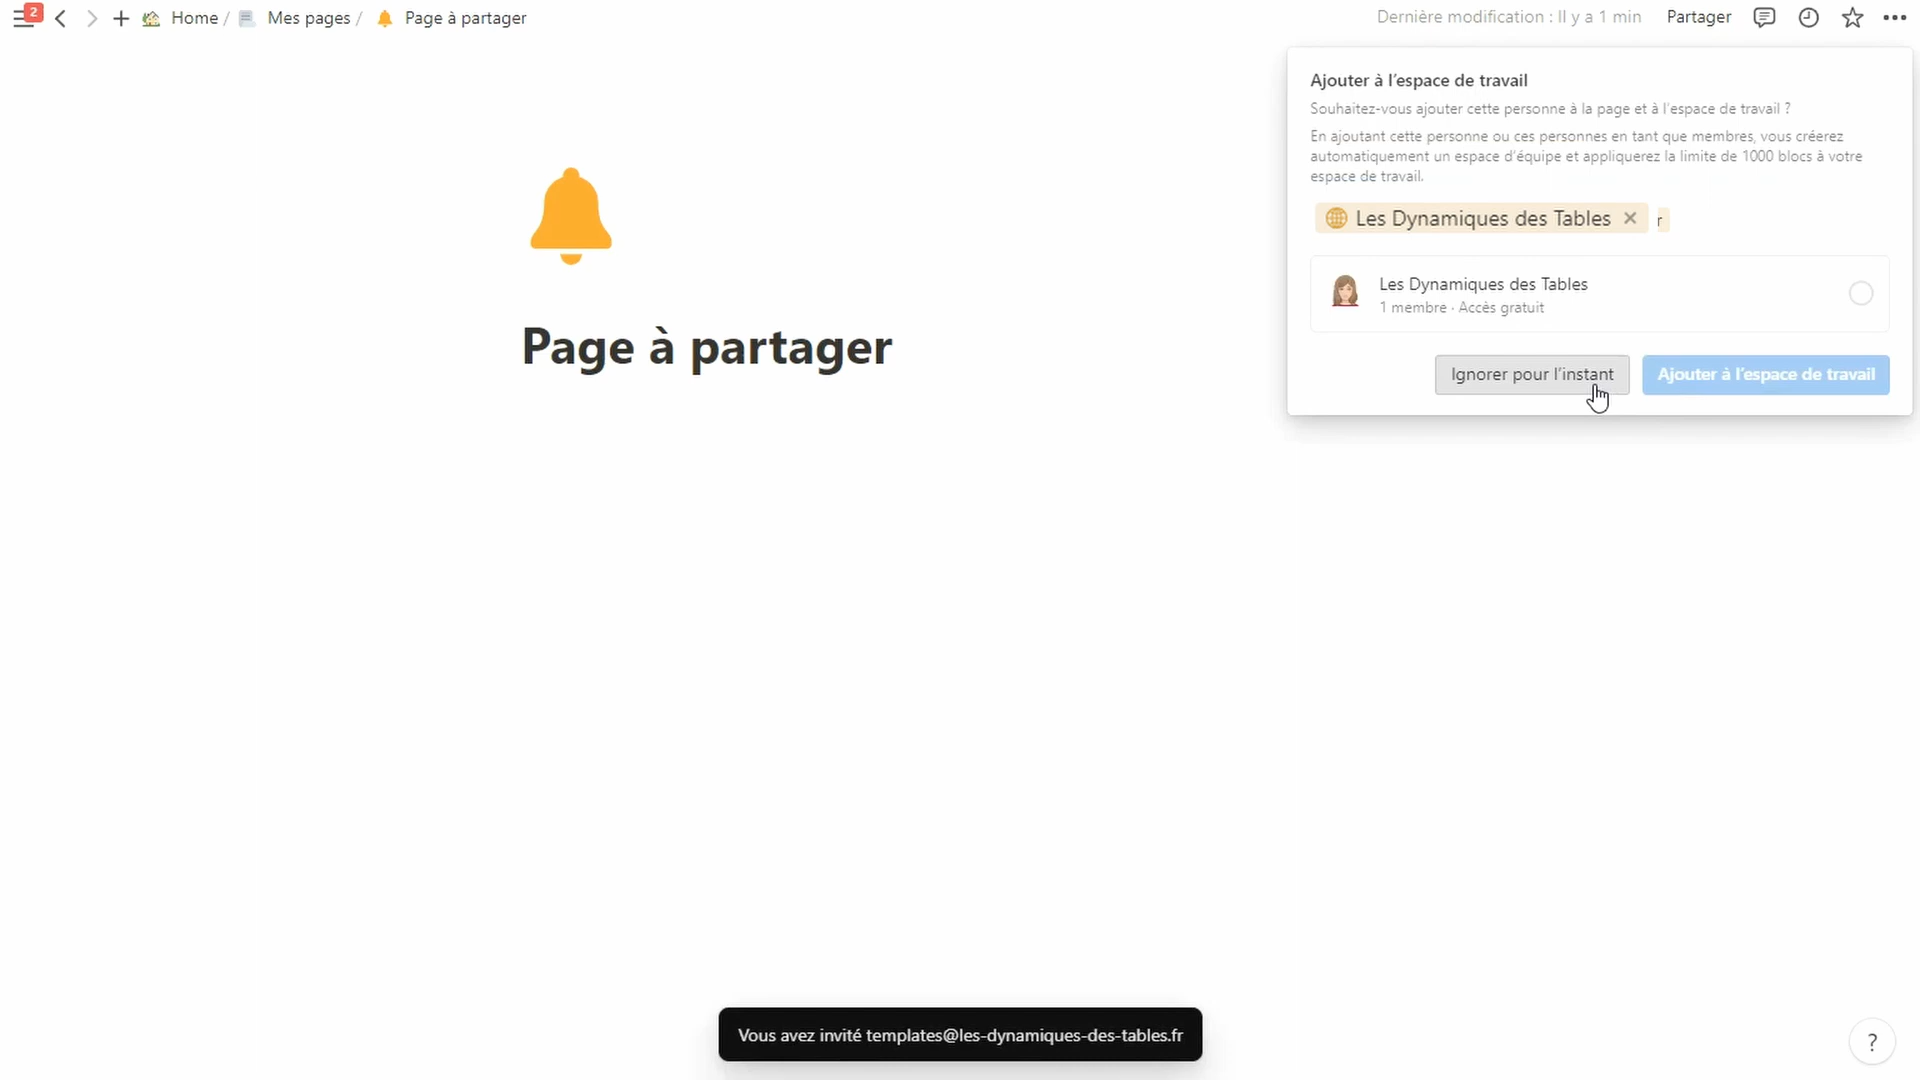 2
Home / Mes pages / Page à partager
Dernière modification : Il y a 1 min Partager
Ajouter à l'espace de travail
Souhaitez-vous ajouter cette personne à la page et à l'espace de travail ?
En ajoutant cette personne ou ces personnes en tant que membres, vous créerez
automatiquement un espace d'équipe et appliquerez la limite de 1000 blocs à votre
espace de travail.
Les Dynamiques des Tables r
Les Dynamiques des Tables
1 membre · Accès gratuit
Ignorer pour l'instant Ajouter à l'espace de travail
Page à partager
Vous avez invité templates@les-dynamiques-des-tables.fr
?